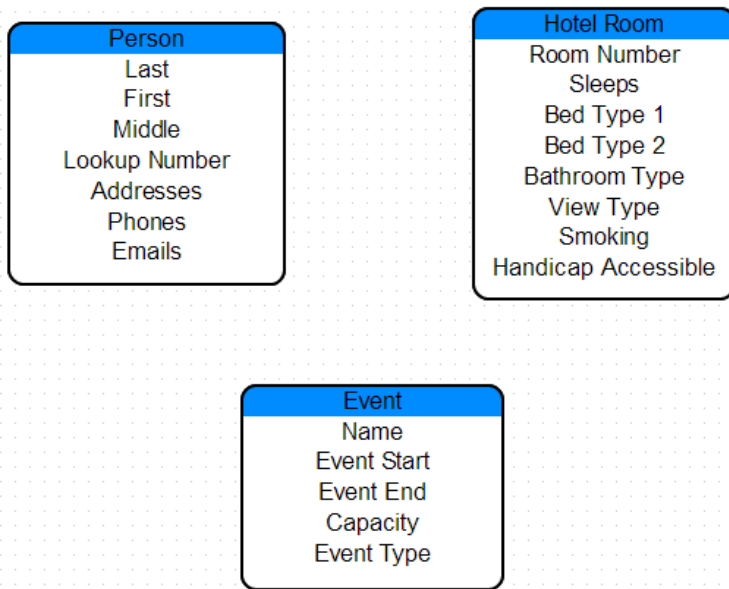 Person
Last
First
Middle
Lookup Number
Addresses
Phones
Emails
Hotel Room
Room Number
Sleeps
Bed Type 1
Bed Type 2
Bathroom Type
View Type
Smoking
Handicap Accessible
Event
Name
Event Start
Event End
Capacity
Event Type